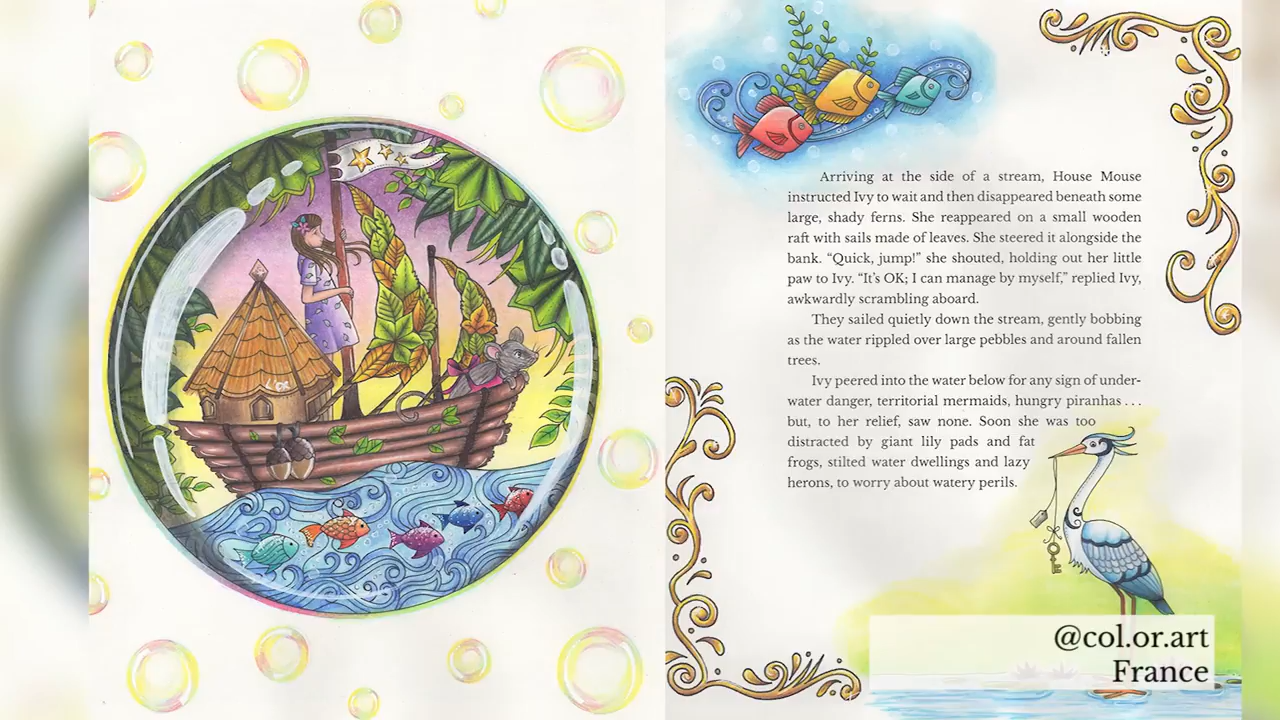 Arriving at the side of a stream, House Mouse
instructed Ivy to wait and then disappeared beneath some
large, shady ferns. She reappeared on a small wooden
raft with sails made of leaves. She steered it alongside the
bank. “Quick, jump!” she shouted, holding out her little
paw to Ivy. “It’s OK; I can manage by myself,” replied Ivy,
awkwardly scrambling aboard.
They sailed quietly down the stream, gently bobbing
as the water rippled over large pebbles and around fallen
trees.
Ivy peered into the water below for any sign of under-
water danger, territorial mermaids, hungry piranhas . . .
but, to her relief, saw none. Soon she was too
distracted by giant lily pads and fat
frogs, stilted water dwellings and lazy
herons, to worry about watery perils.
@col.or.art
France